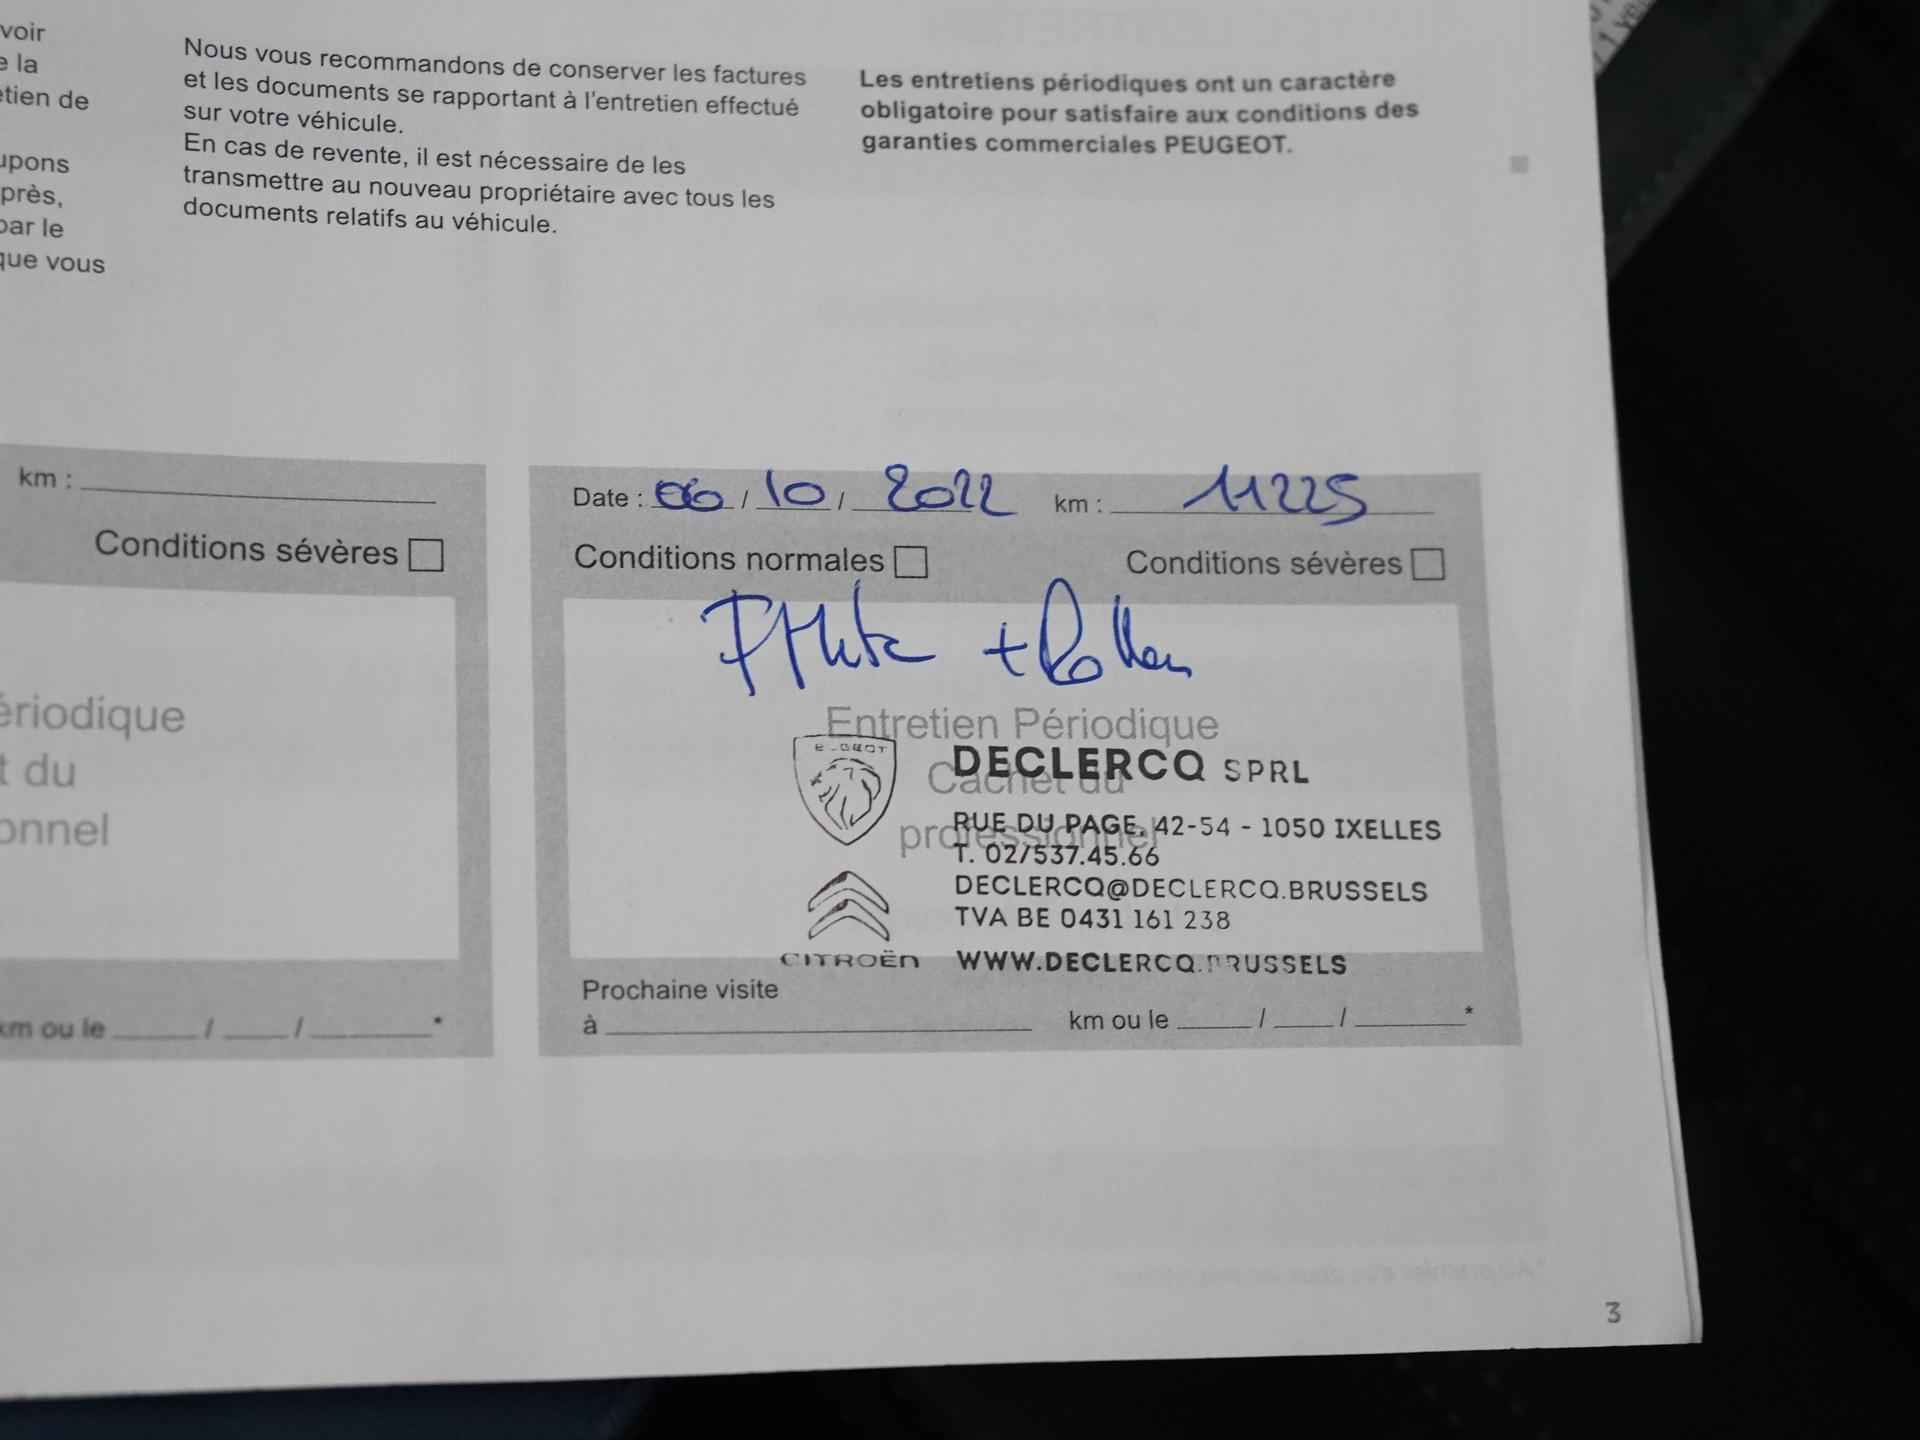 voir
e la
etien de
upons
près,
par le
que vous
Nous vous recommandons de conserver les factures
et les documents se rapportant à l'entretien effectué
sur votre véhicule.
En cas de revente, il est nécessaire de les
transmettre au nouveau propriétaire avec tous les
documents relatifs au véhicule.
Les entretiens périodiques ont un caractère
obligatoire pour satisfaire aux conditions des
garanties commerciales PEUGEOT.
km :
Conditions sévères
ériodique
t du
onnel
km ou le / / *
Date : 06 / 10 / 2022 km : 11225
Conditions normales Conditions sévères
+ Pollen
Entretien Périodique
Cachet du
professionnel
DECLERCQ SPRL
RUE DU PAGE, 42-54 - 1050 IXELLES
T. 02/537.45.66
DECLERCQ@DECLERCQ.BRUSSELS
TVA BE 0431 161 238
CITROËN WWW.DECLERCQ.BRUSSELS
Prochaine visite
à km ou le / / *
3